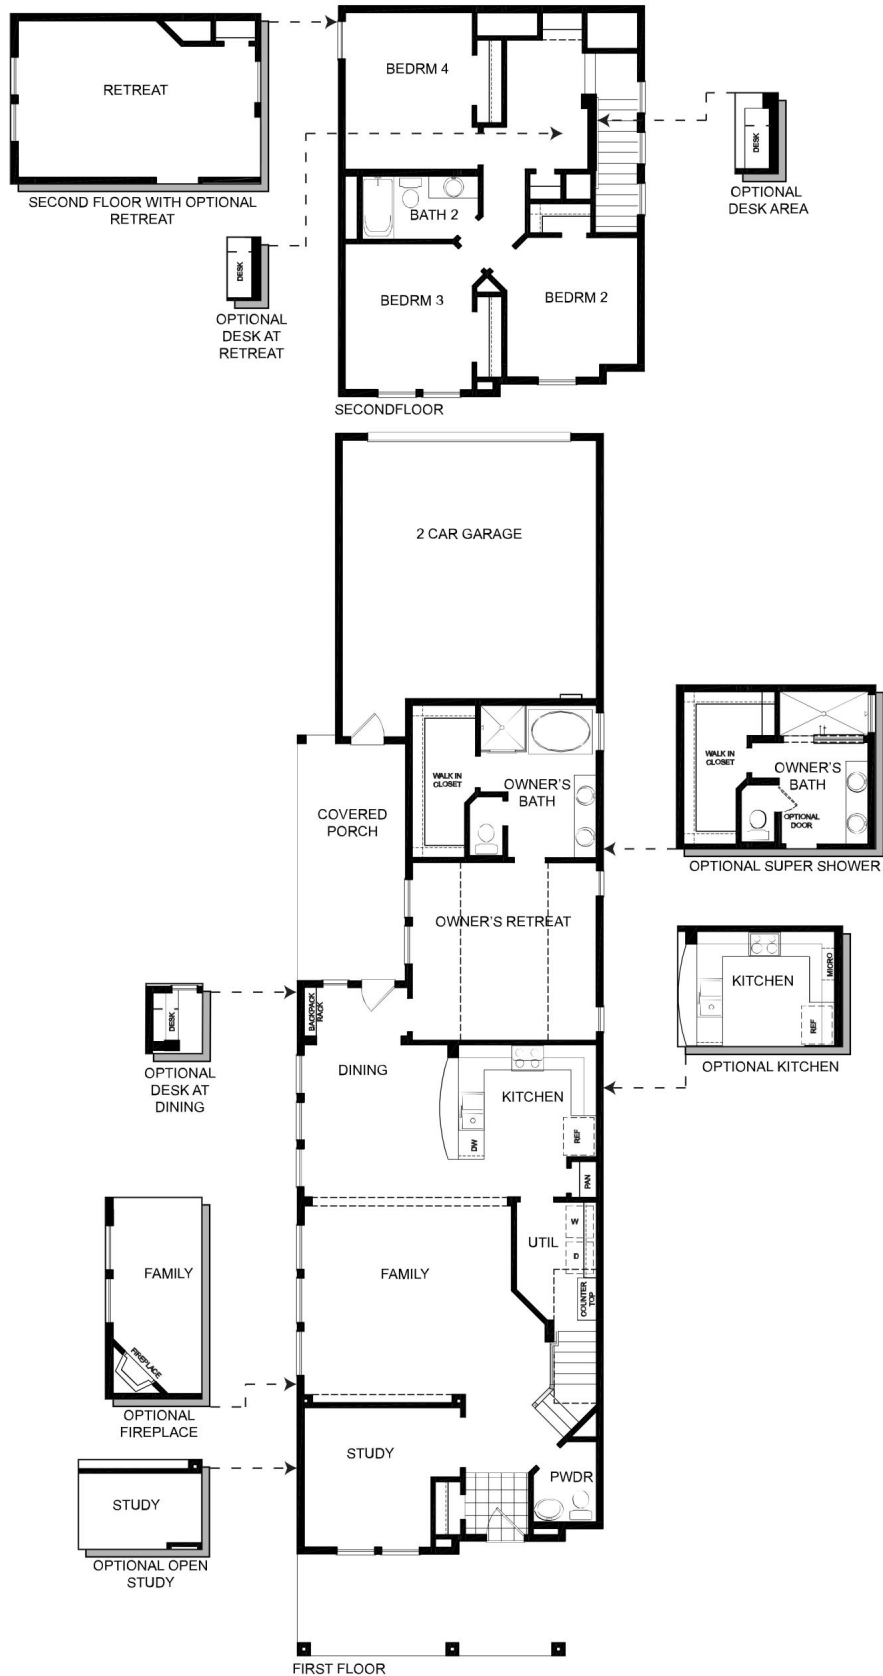 RETREAT
SECOND FLOOR WITH OPTIONAL
RETREAT
BEDRM 4
DESK
OPTIONAL
DESK AREA
BATH 2
DESK
OPTIONAL
DESK AT
RETREAT
BEDRM 3
BEDRM 2
SECONDFLOOR
2 CAR GARAGE
WALK IN
CLOSET
OWNER'S
BATH
WALK IN
CLOSET
OWNER'S
BATH
OPTIONAL
DOOR
OPTIONAL SUPER SHOWER
COVERED
PORCH
OWNER'S RETREAT
KITCHEN
MICRO
REF
OPTIONAL KITCHEN
DESK
OPTIONAL
DESK AT
DINING
BACKPACK
RACK
DINING
KITCHEN
DW
REF
PAN
UTIL
W
D
COUNTER
TOP
FAMILY
FAMILY
FIREPLACE
OPTIONAL
FIREPLACE
STUDY
PWDR
STUDY
OPTIONAL OPEN
STUDY
FIRST FLOOR